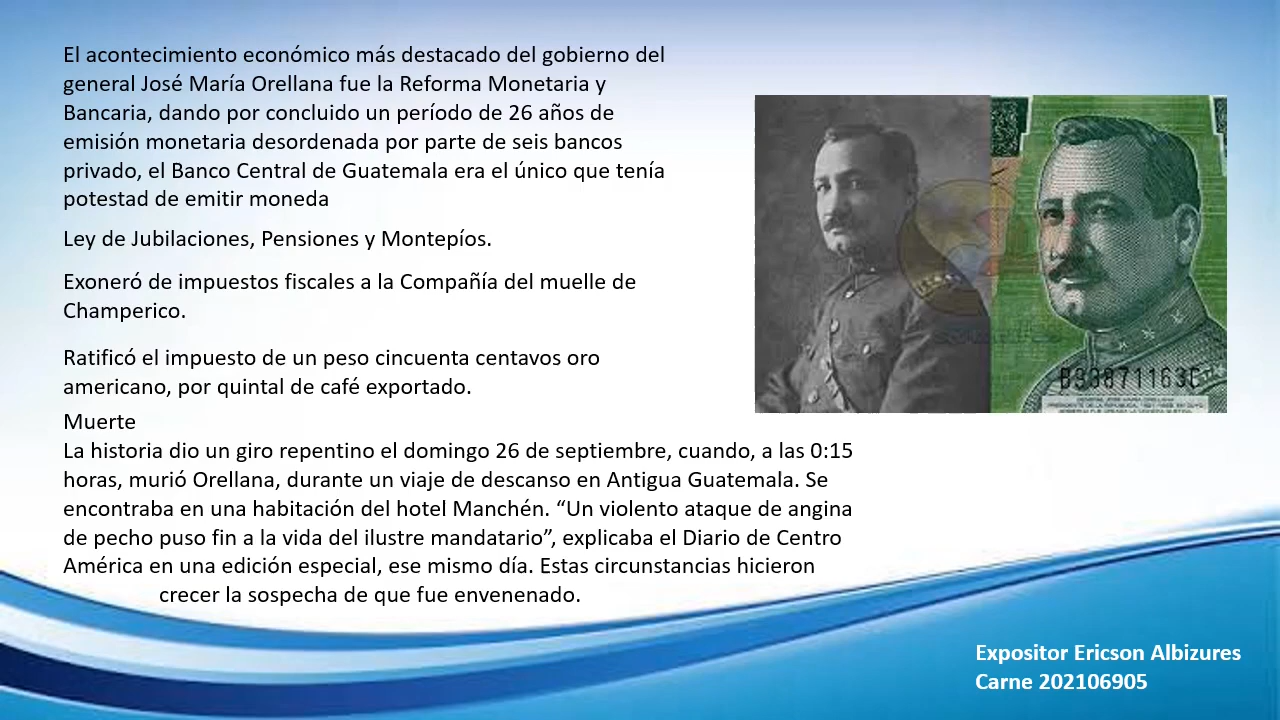 El acontecimiento económico más destacado del gobierno del
general José María Orellana fue la Reforma Monetaria y
Bancaria, dando por concluido un período de 26 años de
emisión monetaria desordenada por parte de seis bancos
privado, el Banco Central de Guatemala era el único que tenía
potestad de emitir moneda
Ley de Jubilaciones, Pensiones y Montepíos.
Exoneró de impuestos fiscales a la Compañía del muelle de
Champerico.
Ratificó el impuesto de un peso cincuenta centavos oro
americano, por quintal de café exportado.
Muerte
La historia dio un giro repentino el domingo 26 de septiembre, cuando, a las 0:15
horas, murió Orellana, durante un viaje de descanso en Antigua Guatemala. Se
encontraba en una habitación del hotel Manchén. “Un violento ataque de angina
de pecho puso fin a la vida del ilustre mandatario”, explicaba el Diario de Centro
América en una edición especial, ese mismo día. Estas circunstancias hicieron
crecer la sospecha de que fue envenenado.
B33871163
Expositor Ericson Albizures
Carne 202106905